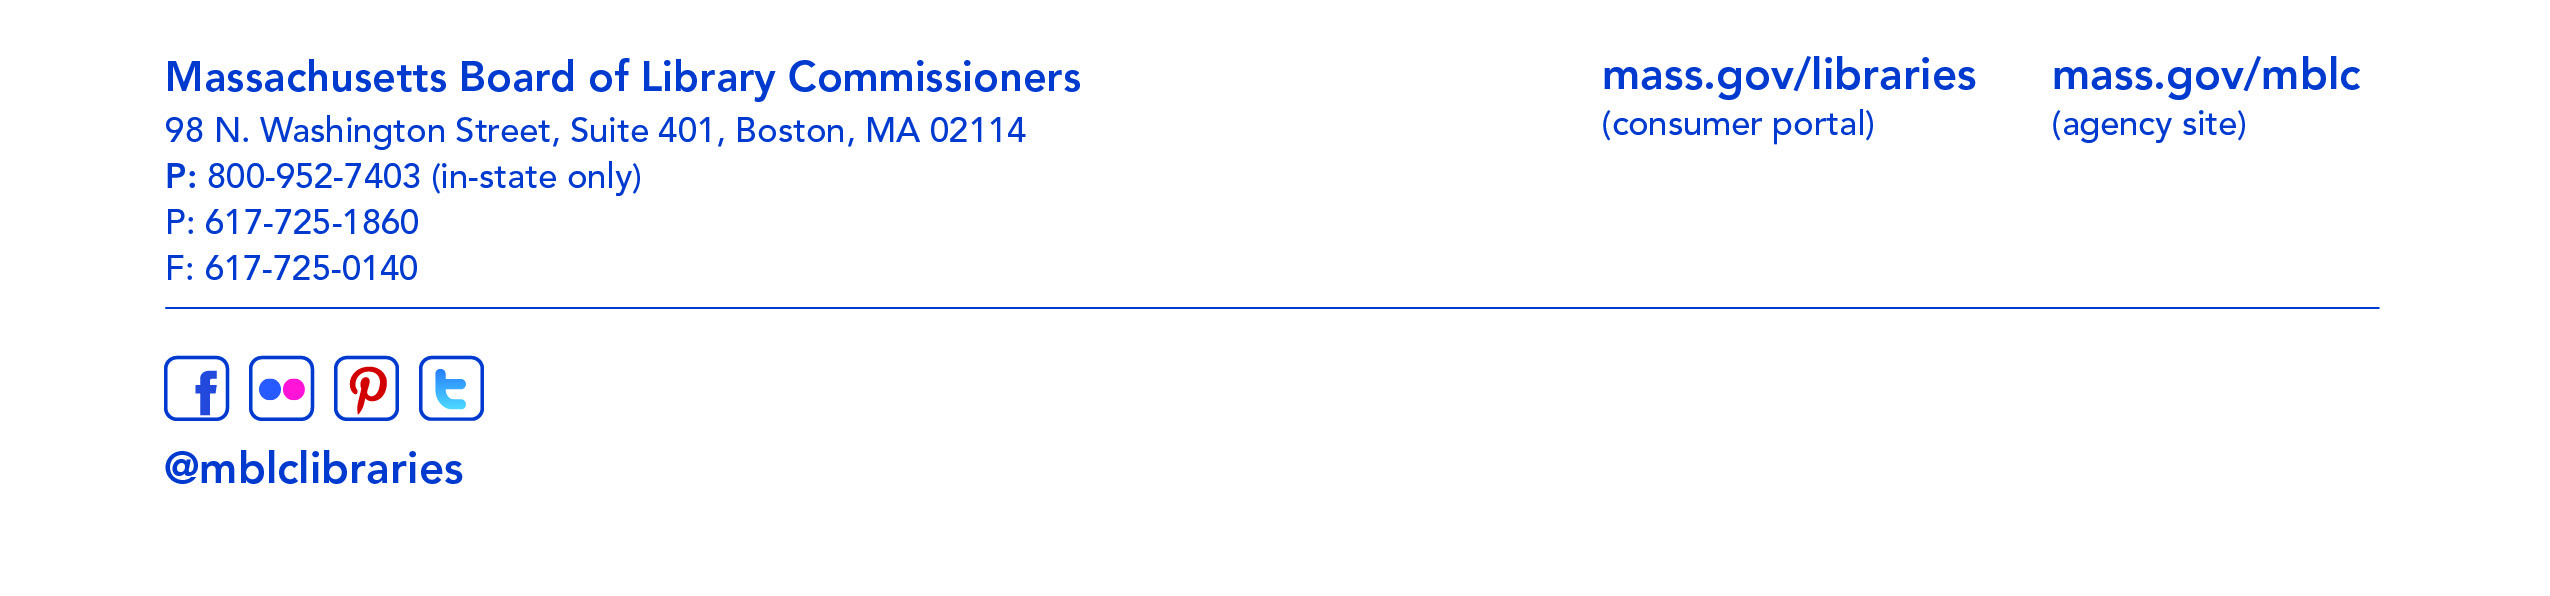 Massachusetts Board of Library Commissioners
98 N. Washington Street, Suite 401, Boston, MA 02114
P: 800-952-7403 (in-state only)
P: 617-725-1860
F: 617-725-0140
mass.gov/libraries
(consumer portal)
mass.gov/mblc
(agency site)
@mblclibraries